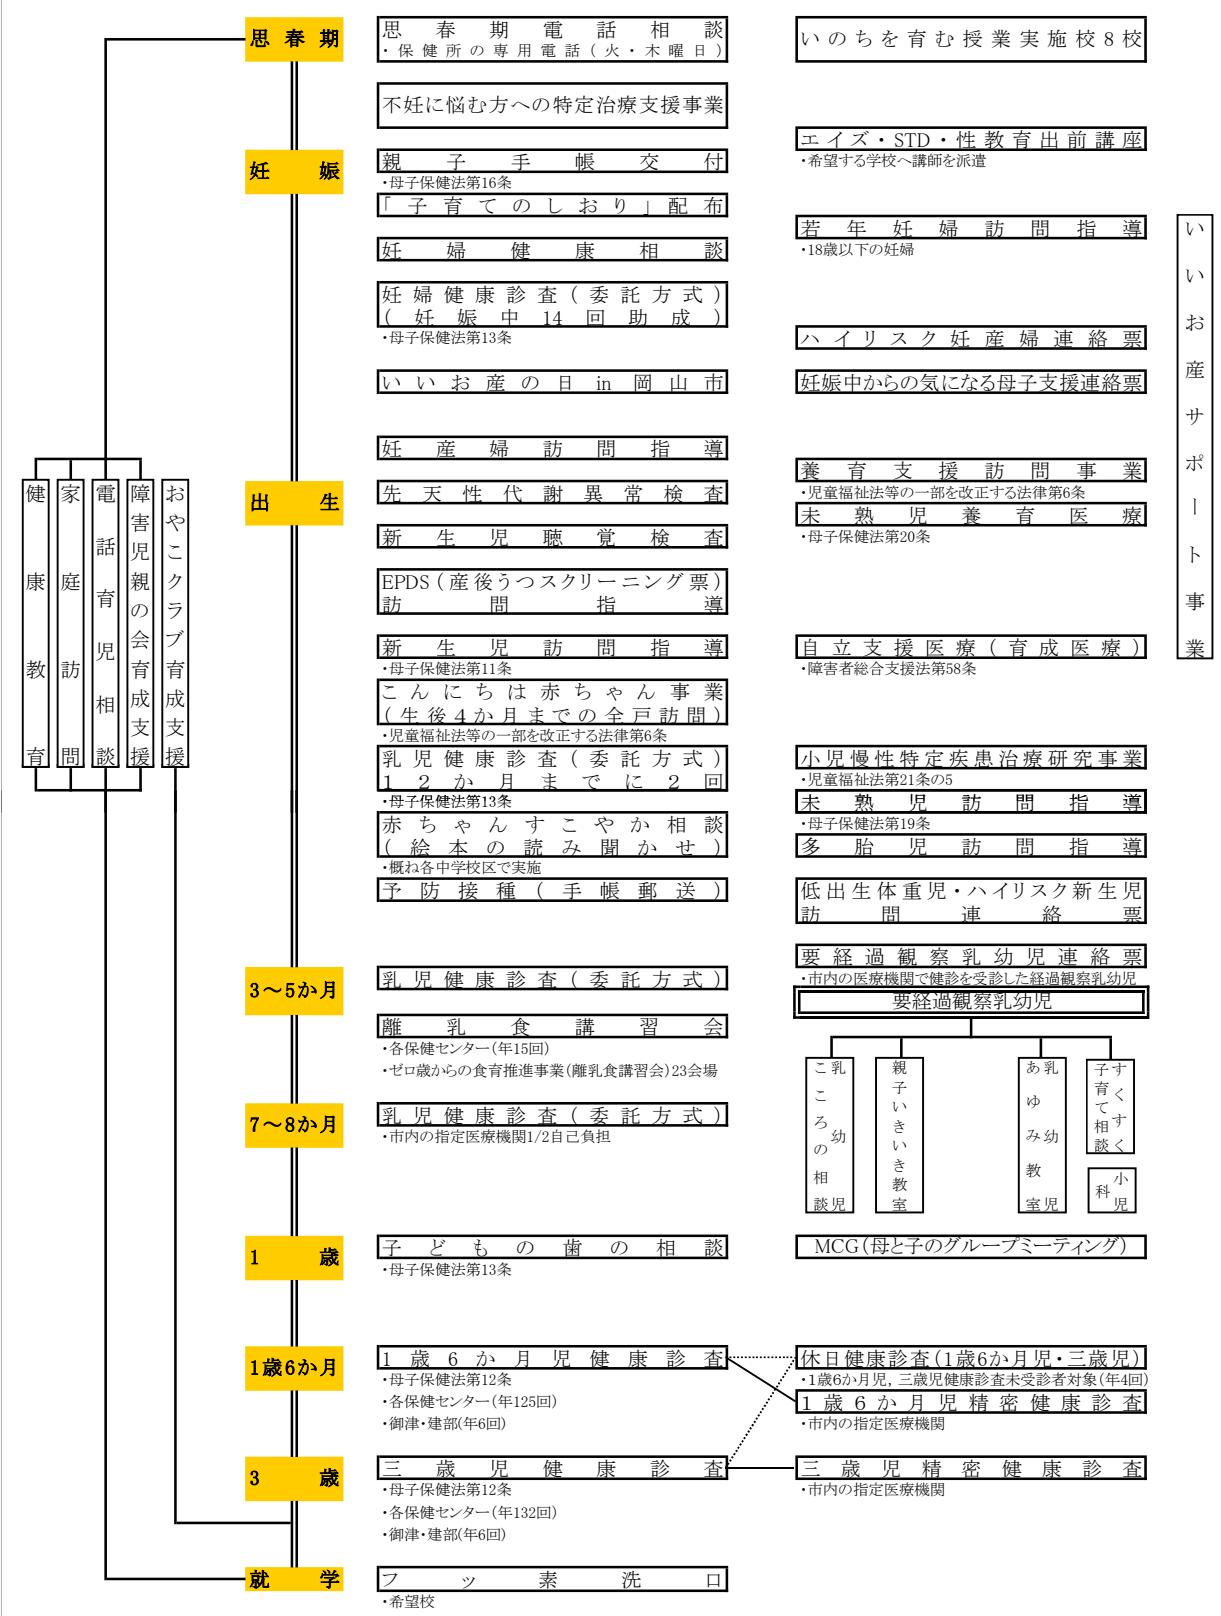 思春期
思春期電話相談
・保健所の専用電話(火・木曜日)
いのちを育む授業実施校8校
不妊に悩む方への特定治療支援事業
エイズ・STD・性教育出前講座
・希望する学校へ講師を派遣
妊娠
親子手帳交付
・母子保健法第16条
「子育てのしおり」配布
若年妊婦訪問指導
・18歳以下の妊婦
妊婦健康相談
妊婦健康診査(委託方式)
(妊娠中14回助成)
・母子保健法第13条
ハイリスク妊産婦連絡票
いいお産の日in岡山市
妊娠中からの気になる母子支援連絡票
いいお産サポート事業
妊産婦訪問指導
養育支援訪問事業
・児童福祉法等の一部を改正する法律第6条
健康教育
家庭訪問
電話育児相談
障害児親の会育成支援
おやこクラブ育成支援
出生
先天性代謝異常検査
未熟児養育医療
・母子保健法第20条
新生児聴覚検査
EPDS(産後うつスクリーニング票)
訪問指導
新生児訪問指導
・母子保健法第11条
自立支援医療(育成医療)
・障害者総合支援法第58条
こんにちは赤ちゃん事業
(生後4か月までの全戸訪問)
・児童福祉法等の一部を改正する法律第6条
乳児健康診査(委託方式)
12か月までに2回
・母子保健法第13条
小児慢性特定疾患治療研究事業
・児童福祉法第21条の5
未熟児訪問指導
・母子保健法第19条
赤ちゃんすこやか相談
(絵本の読み聞かせ)
・概ね各中学校区で実施
多胎児訪問指導
予防接種(手帳郵送)
低出生体重児・ハイリスク新生児
訪問連絡票
要経過観察乳幼児連絡票
・市内の医療機関で健診を受診した経過観察乳幼児
3～5か月
乳児健康診査(委託方式)
要経過観察乳幼児
離乳食講習会
・各保健センター(年15回)
・ゼロ歳からの食育推進事業(離乳食講習会)23会場
乳幼児
こころの相談
親子いきいき教室
乳幼児
あゆみ教室
すくすく
子育て相談
小児
科
7～8か月
乳児健康診査(委託方式)
・市内の指定医療機関1/2自己負担
1歳
子どもの歯の相談
・母子保健法第13条
MCG(母と子のグループミーティング)
1歳6か月
1歳6か月児健康診査
・母子保健法第12条
・各保健センター(年125回)
・御津・建部(年6回)
休日健康診査(1歳6か月児・三歳児)
・1歳6か月児，三歳児健康診査未受診者対象(年4回)
1歳6か月児精密健康診査
・市内の指定医療機関
3歳
三歳児健康診査
・母子保健法第12条
・各保健センター(年132回)
・御津・建部(年6回)
三歳児精密健康診査
・市内の指定医療機関
就学
フッ素洗口
・希望校